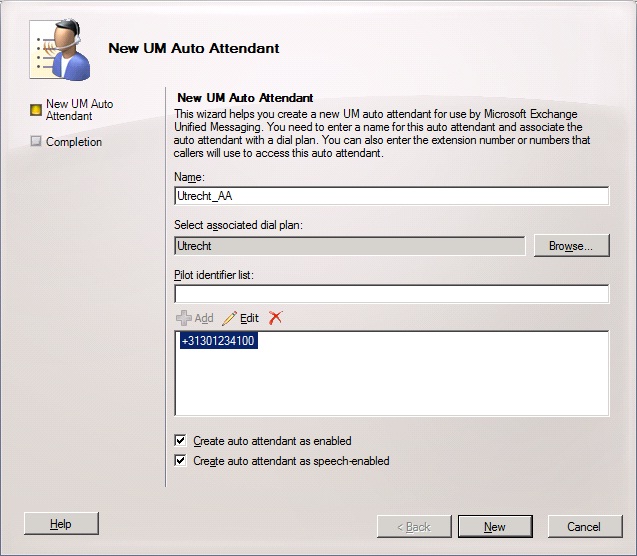 New UM Auto Attendant
New UM Auto
Attendant
Completion
New UM Auto Attendant
This wizard helps you create a new UM auto attendant for use by Microsoft Exchange
Unified Messaging. You need to enter a name for this auto attendant and associate the
auto attendant with a dial plan. You can also enter the extension number or numbers that
callers will use to access this auto attendant.
Name:
Utrecht_AA
Select associated dial plan:
Utrecht
Browse...
Pilot identifier list:
Add Edit
+31301234100
Create auto attendant as enabled
Create auto attendant as speech-enabled
Help
< Back
New
Cancel